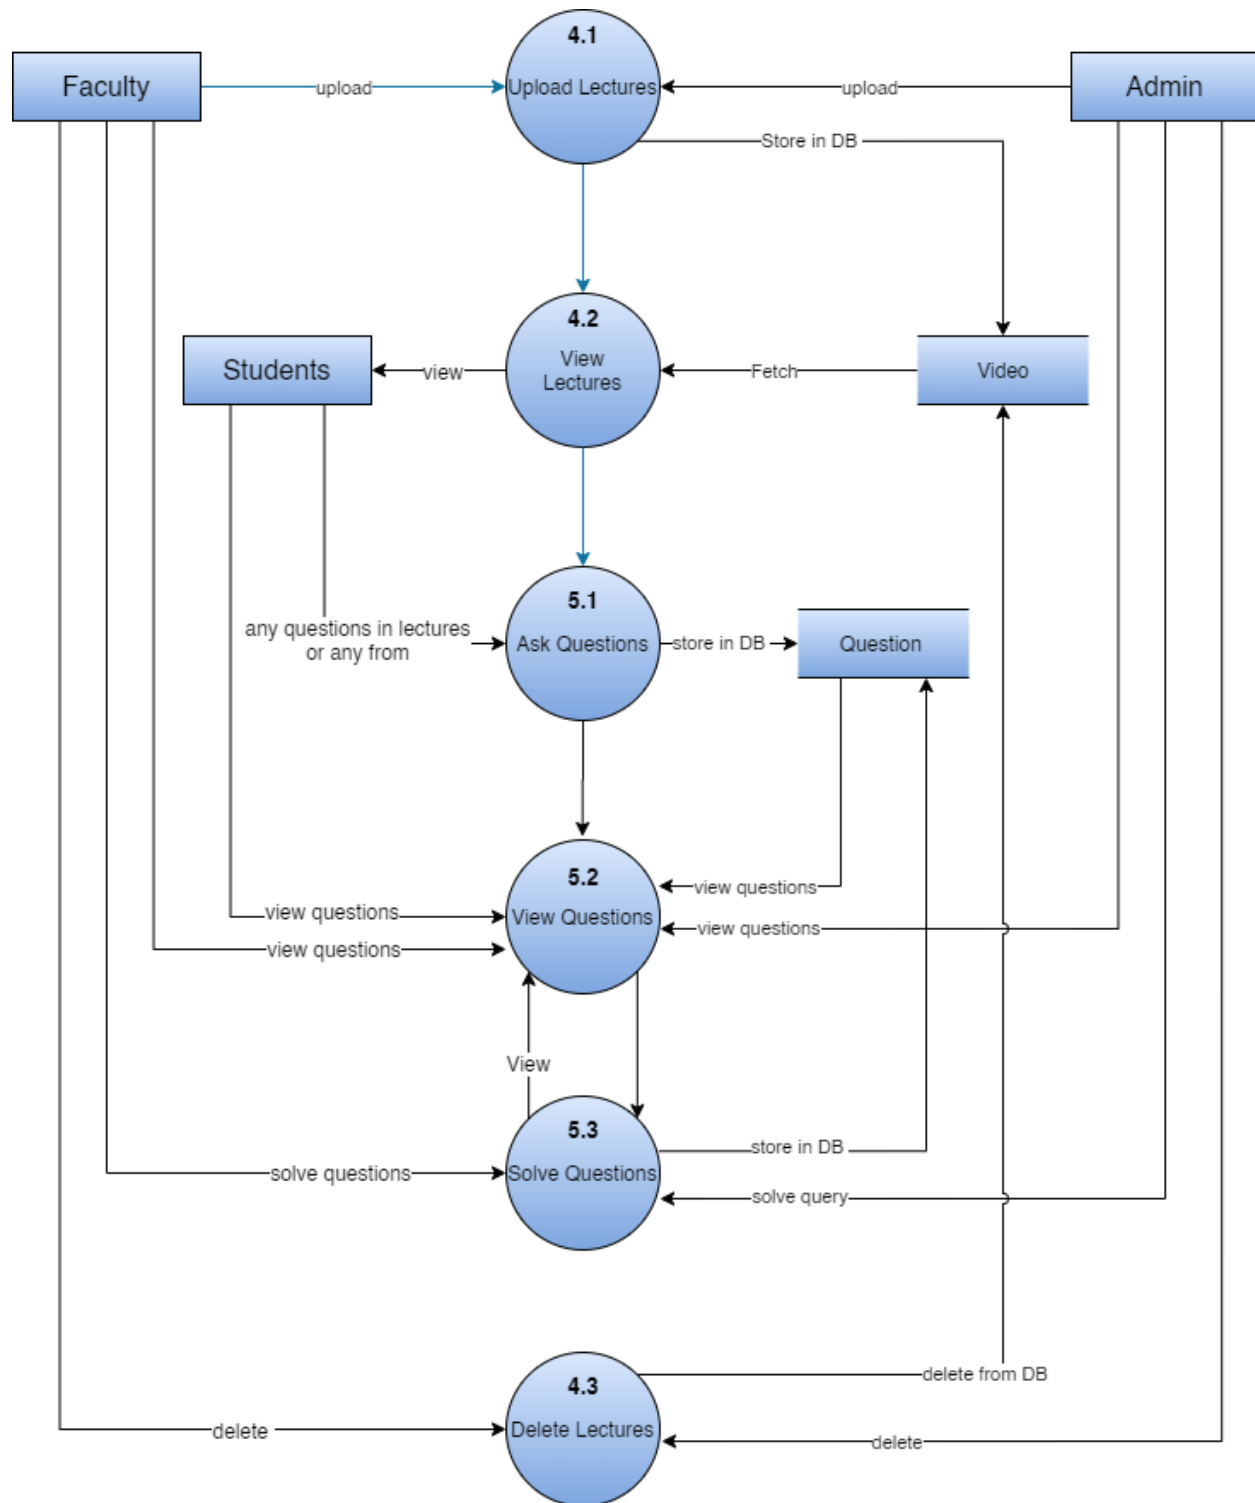 4.1
Faculty
upload
Upload Lectures
upload
Admin
Store in DB
4.2
Students
view
View
Lectures
Fetch
Video
5.1
any questions in lectures
or any from
Ask Questions
store in DB
Question
5.2
view questions
view questions
View Questions
view questions
view questions
View
5.3
store in DB
solve questions
Solve Questions
solve query
4.3
delete from DB
delete
Delete Lectures
delete